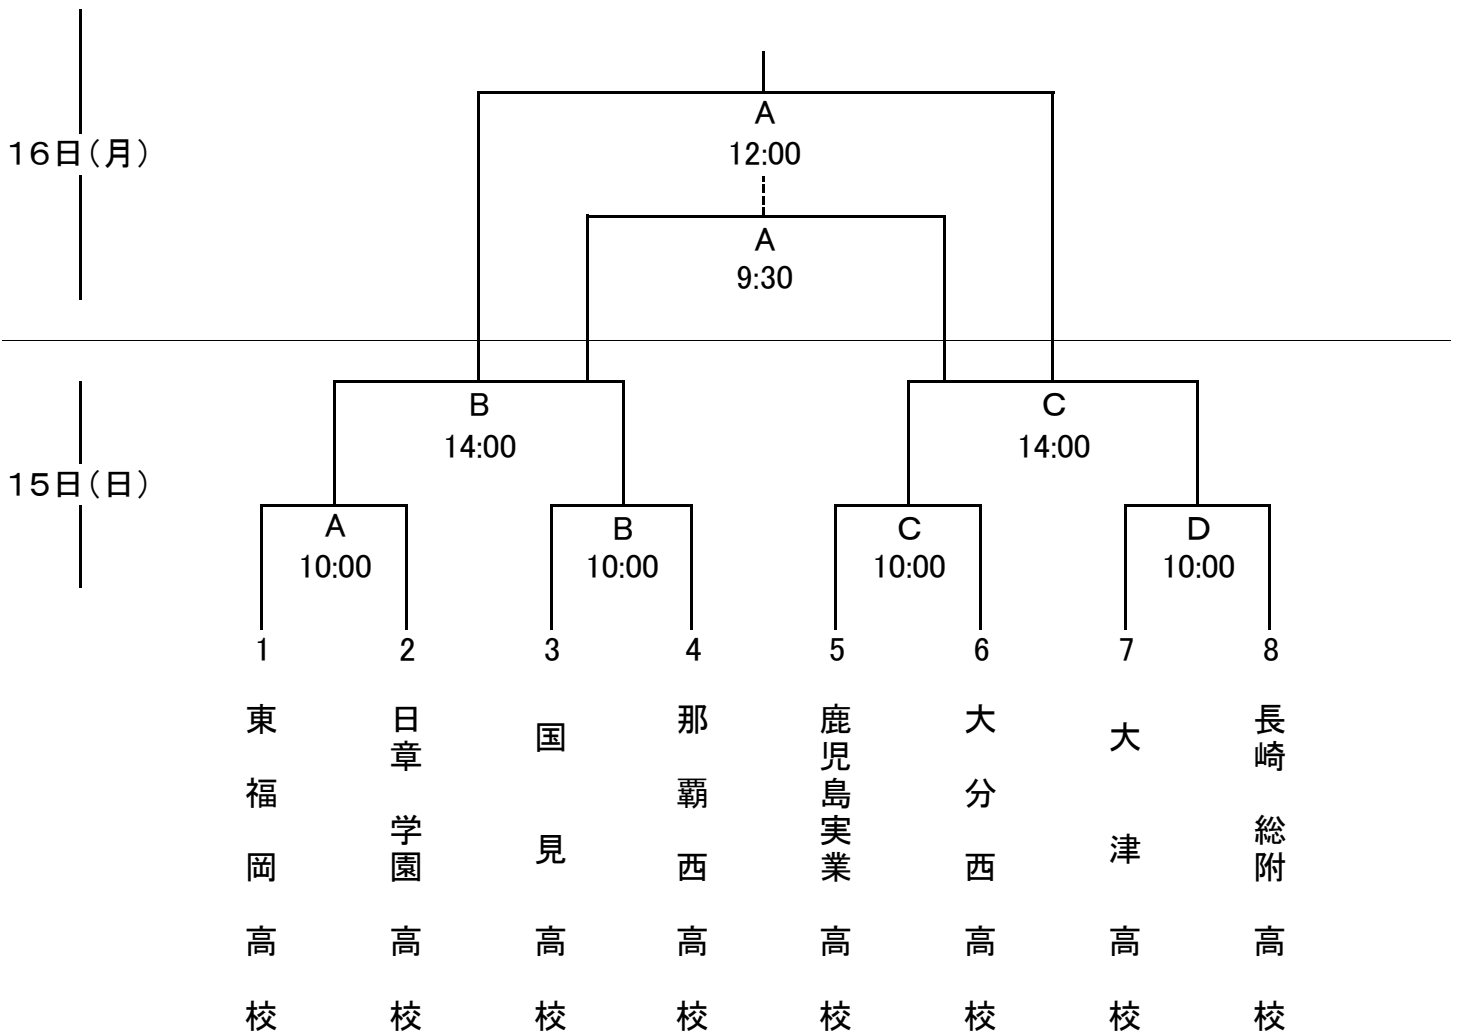 A
16日(月)
12:00
A
9:30
B
C
14:00
14:00
15日(日)
A
B
C
D
10:00
10:00
10:00
10:00
1
2
3
4
5
6
7
8
東福岡高校
日章学園高校
国見高校
那覇西高校
鹿児島実業高校
大分西高校
大津高校
長崎総附高校